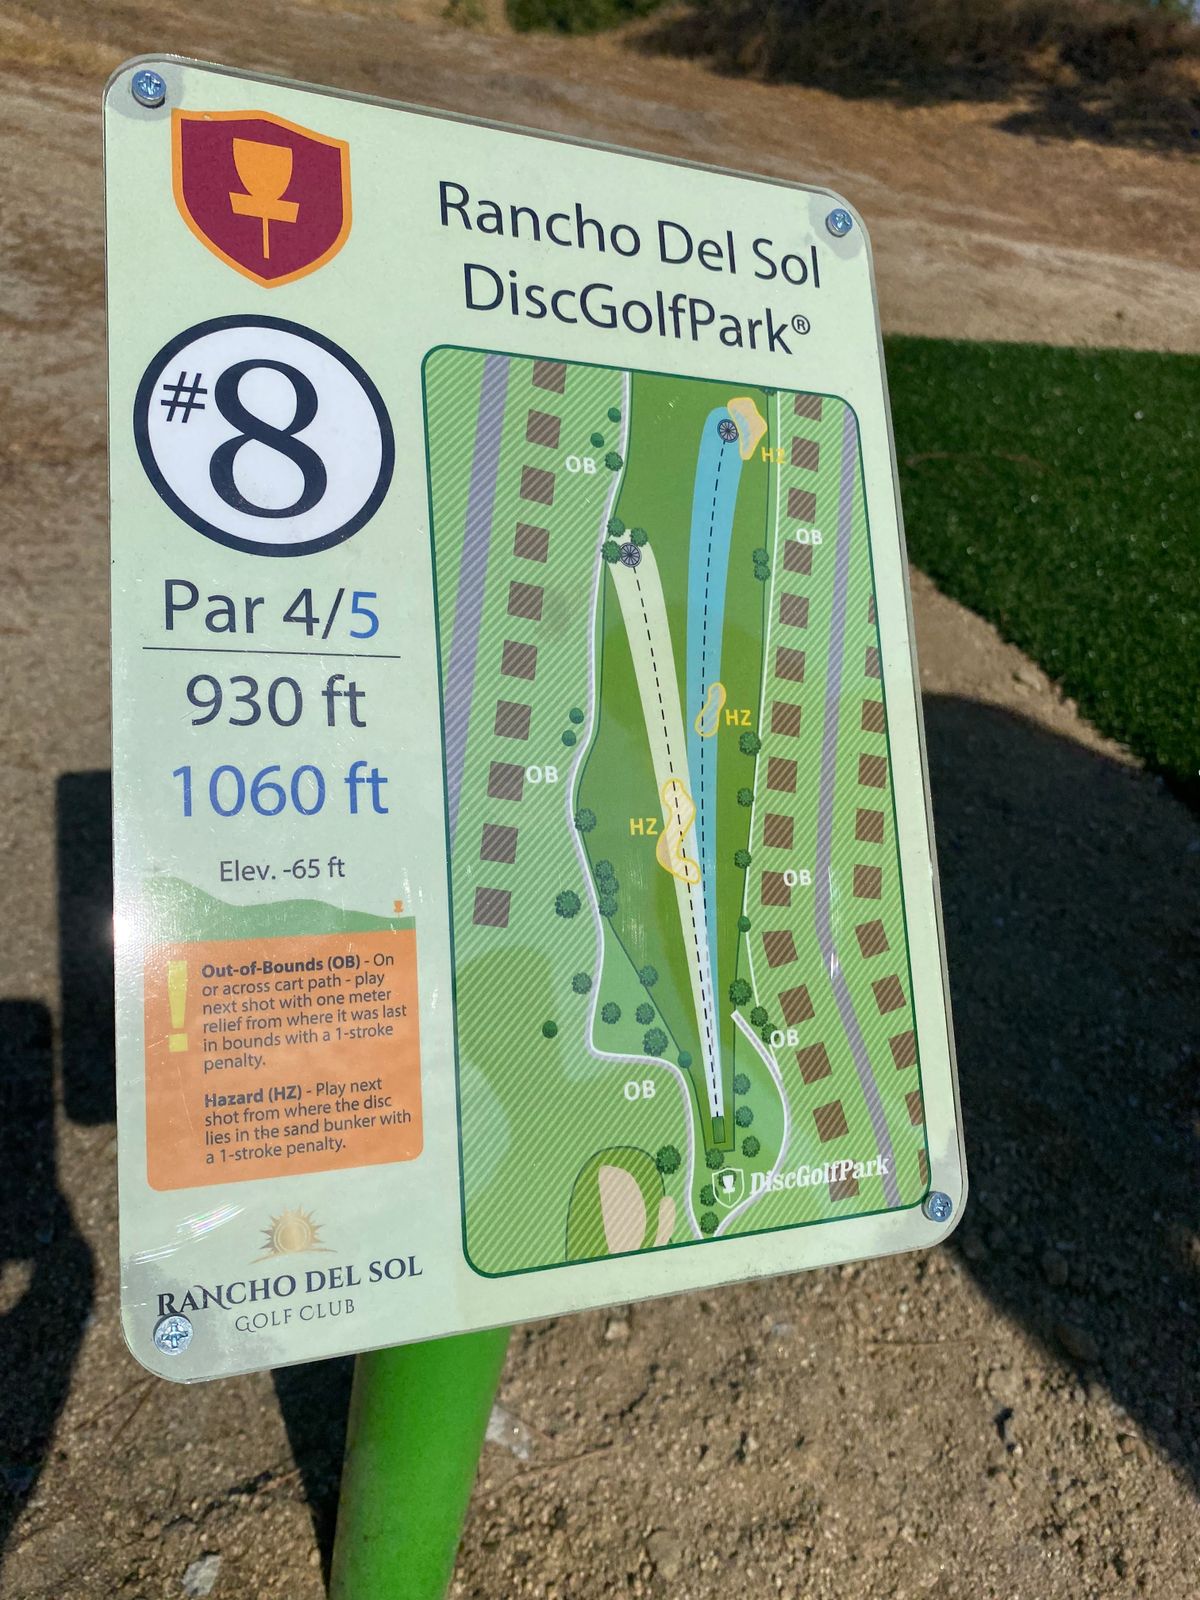 Rancho Del Sol
DiscGolfPark®
#8
Par 4/5
930 ft
1060 ft
Elev. -65 ft
! Out-of-Bounds (OB) - On
or across cart path - play
next shot with one meter
relief from where it was last
in bounds with a 1-stroke
penalty.
Hazard (HZ) - Play next
shot from where the disc
lies in the sand bunker with
a 1-stroke penalty.
RANCHO DEL SOL
GOLF CLUB
HZ
OB
OB
HZ
OB
HZ
OB
OB
OB
DiscGolfPark